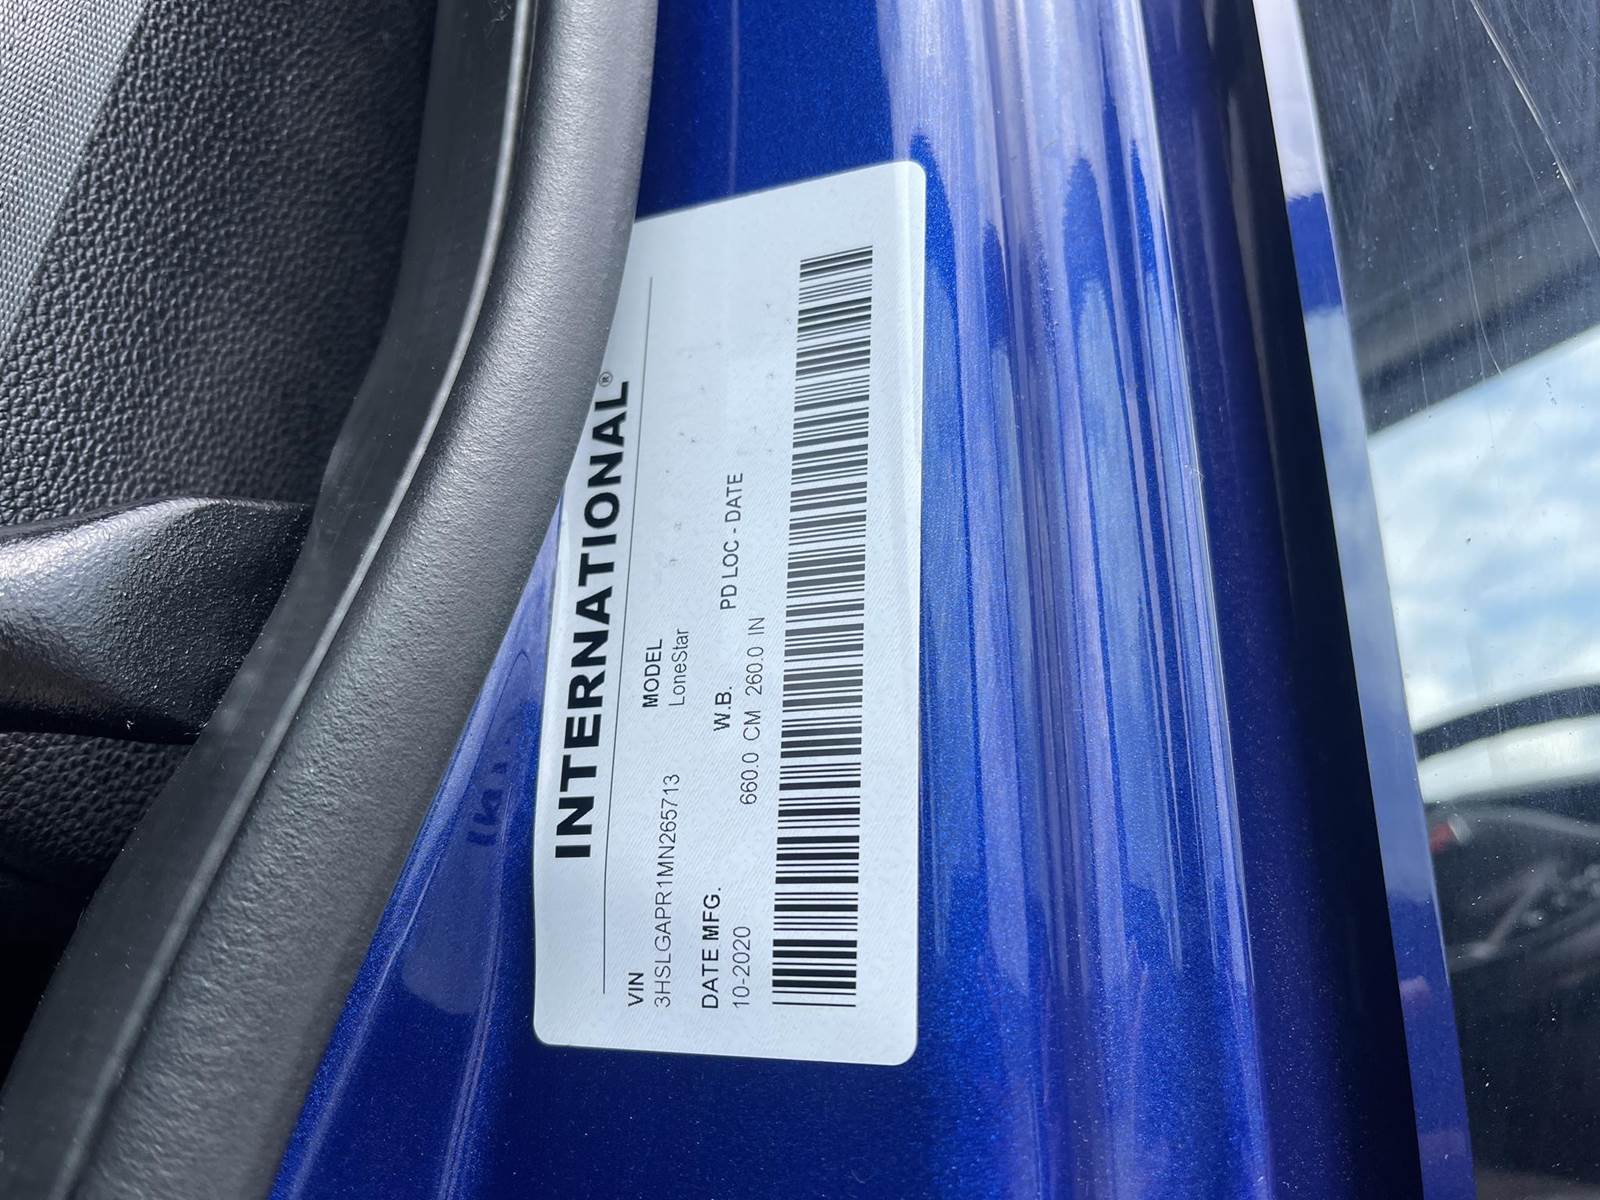 INTERNATIONAL®
VIN MODEL
3HSLGAPR1MN265713 LoneStar
DATE MFG. W.B. PD LOC - DATE
10-2020 660.0 CM 260.0 IN